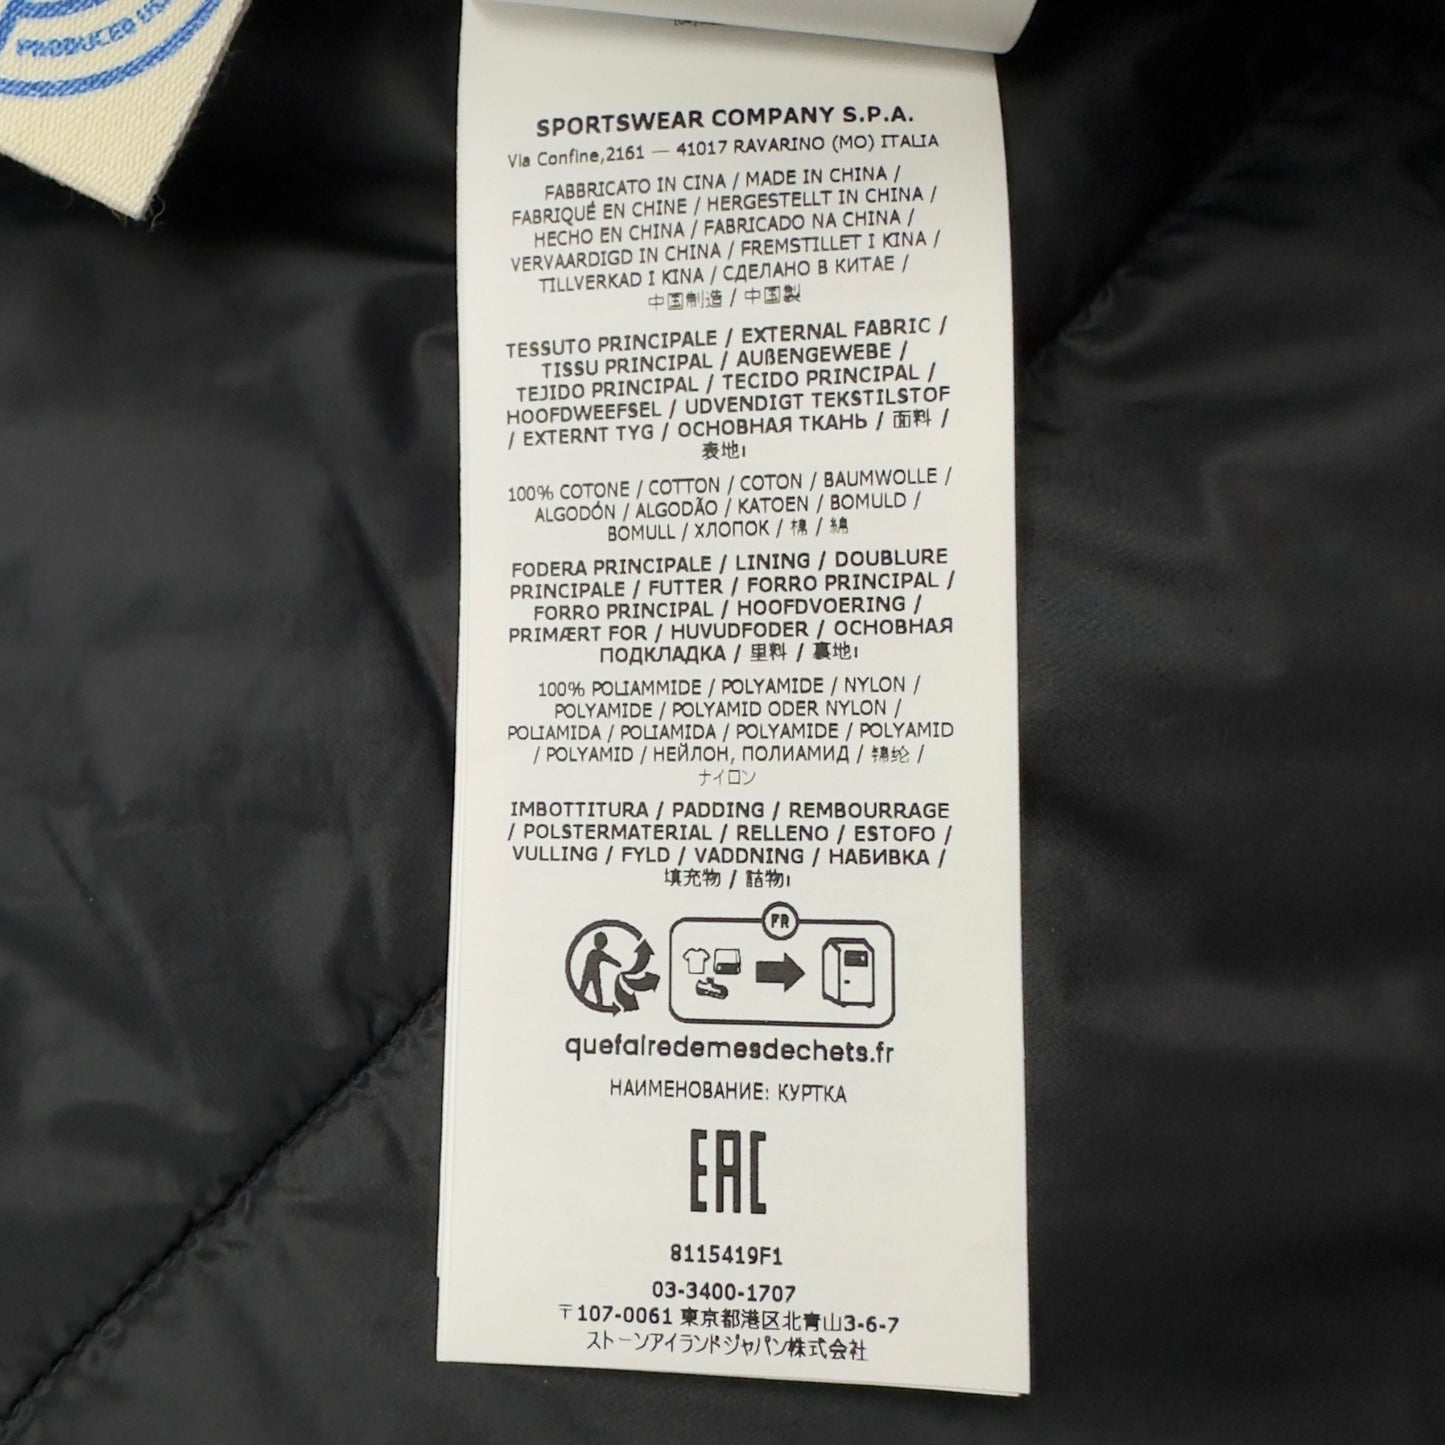 PRODUCED USI
SPORTSWEAR COMPANY S.P.A.
Via Confine,2161 — 41017 RAVARINO (MO) ITALIA
FABBRICATO IN CINA / MADE IN CHINA /
FABRIQUÉ EN CHINE / HERGESTELLT IN CHINA /
HECHO EN CHINA / FABRICADO NA CHINA /
VERVAARDIGD IN CHINA / FREMSTILLET I KINA /
TILLVERKAD I KINA / СДЕЛАНО В КИТАЕ /
中国制造 / 中国製
TESSUTO PRINCIPALE / EXTERNAL FABRIC /
TISSU PRINCIPAL / AUßENGEWEBE /
TEJIDO PRINCIPAL / TECIDO PRINCIPAL /
HOOFDWEEFSEL / UDVENDIGT TEKSTILSTOF
/ EXTERNT TYG / ОСНОВНАЯ ТКАНЬ / 面料 /
表地:
100% COTONE / COTTON / COTON / BAUMWOLLE /
ALGODÓN / ALGODÃO / KATOEN / BOMULD /
BOMULL / ХЛОПОК / 棉 / 綿
FODERA PRINCIPALE / LINING / DOUBLURE
PRINCIPALE / FUTTER / FORRO PRINCIPAL /
FORRO PRINCIPAL / HOOFDVOERING /
PRIMÆRT FOR / HUVUDFODER / ОСНОВНАЯ
ПОДКЛАДКА / 里料 / 裏地:
100% POLIAMMIDE / POLYAMIDE / NYLON /
POLYAMIDE / POLYAMID ODER NYLON /
POLIAMIDA / POLIAMIDA / POLYAMIDE / POLYAMID
/ POLYAMID / НЕЙЛОН, ПОЛИАМИД / 锦纶 /
ナイロン
IMBOTTITURA / PADDING / REMBOURRAGE
/ POLSTERMATERIAL / RELLENO / ESTOFO /
VULLING / FYLD / VADDNING / НАБИВКА /
填充物 / 詰物:
FR
quefairedemesdechets.fr
НАИМЕНОВАНИЕ: КУРТКА
EAC
8115419F1
03-3400-1707
〒107-0061 東京都港区北青山3-6-7
ストーンアイランドジャパン株式会社